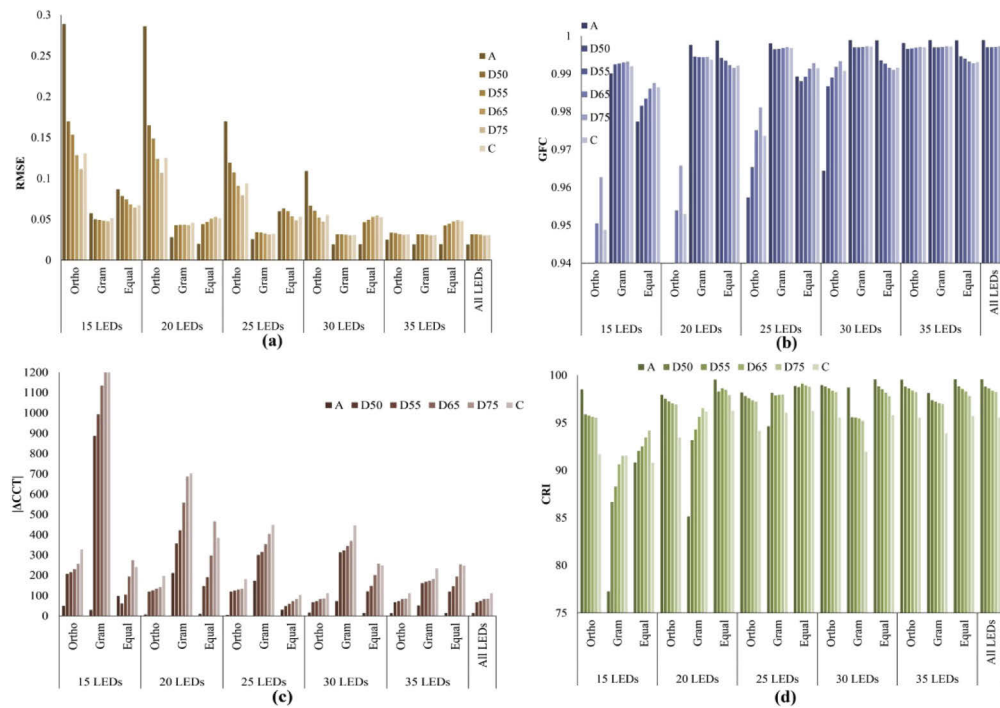 0.3
0.25
0.2
0.15
0.1
0.05
0
RMSE
A
D50
D55
D65
D75
C
Ortho
Gram
Equal
Ortho
Gram
Equal
Ortho
Gram
Equal
Ortho
Gram
Equal
Ortho
Gram
Equal
All LEDs
15 LEDs
20 LEDs
25 LEDs
30 LEDs
35 LEDs
(a)
1
0.99
0.98
0.97
0.96
0.95
0.94
GFC
A
D50
D55
D65
D75
C
Ortho
Gram
Equal
Ortho
Gram
Equal
Ortho
Gram
Equal
Ortho
Gram
Equal
Ortho
Gram
Equal
All LEDs
15 LEDs
20 LEDs
25 LEDs
30 LEDs
35 LEDs
(b)
1200
1100
1000
900
800
700
600
500
400
300
200
100
0
|ΔCCT|
A D50 D55 D65 D75 C
Ortho
Gram
Equal
Ortho
Gram
Equal
Ortho
Gram
Equal
Ortho
Gram
Equal
Ortho
Gram
Equal
All LEDs
15 LEDs
20 LEDs
25 LEDs
30 LEDs
35 LEDs
(c)
100
95
90
85
80
75
CRI
A D50 D55 D65 D75 C
Ortho
Gram
Equal
Ortho
Gram
Equal
Ortho
Gram
Equal
Ortho
Gram
Equal
Ortho
Gram
Equal
All LEDs
15 LEDs
20 LEDs
25 LEDs
30 LEDs
35 LEDs
(d)